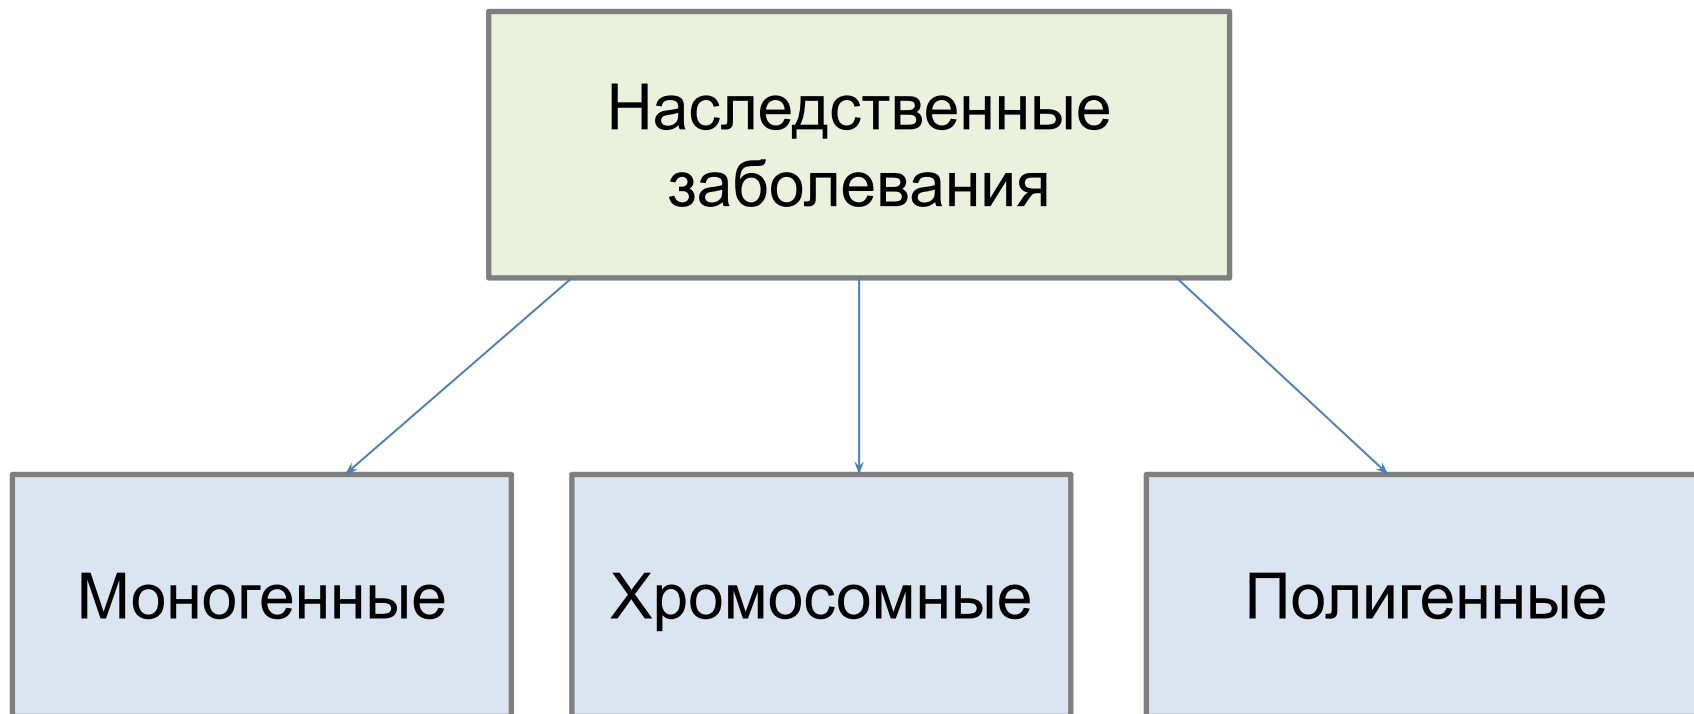 Наследственные
заболевания
Моногенные
Хромосомные
Полигенные